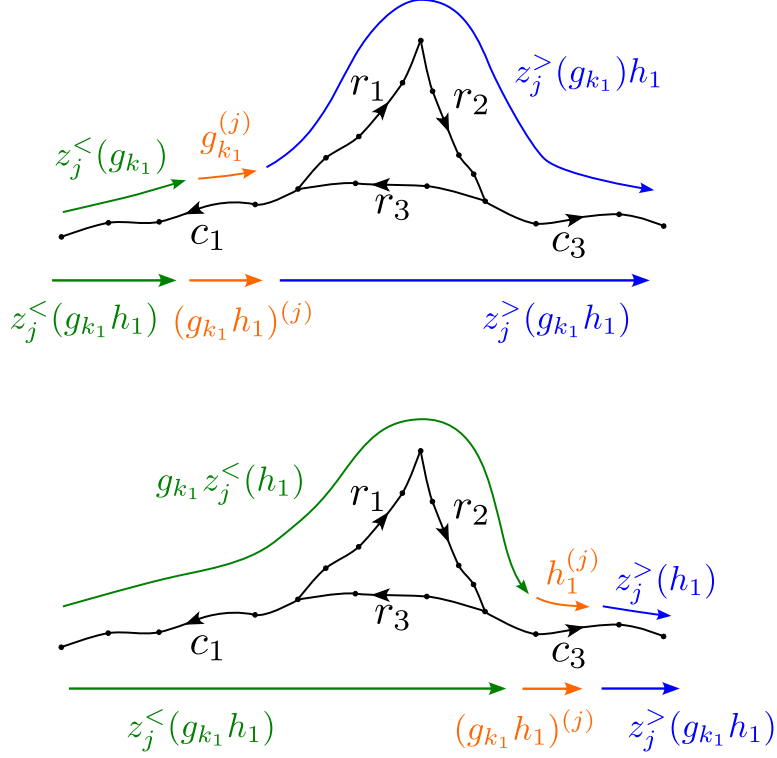 z_j^>(g_{k_1})h_1
r_1
r_2
g_{k_1}^{(j)}
z_j^<(g_{k_1})
r_3
c_1
c_3
z_j^<(g_{k_1}h_1) (g_{k_1}h_1)^{(j)} z_j^>(g_{k_1}h_1)
g_{k_1}z_j^<(h_1)
r_1
r_2
h_1^{(j)}
z_j^>(h_1)
r_3
c_1
c_3
z_j^<(g_{k_1}h_1) (g_{k_1}h_1)^{(j)} z_j^>(g_{k_1}h_1)